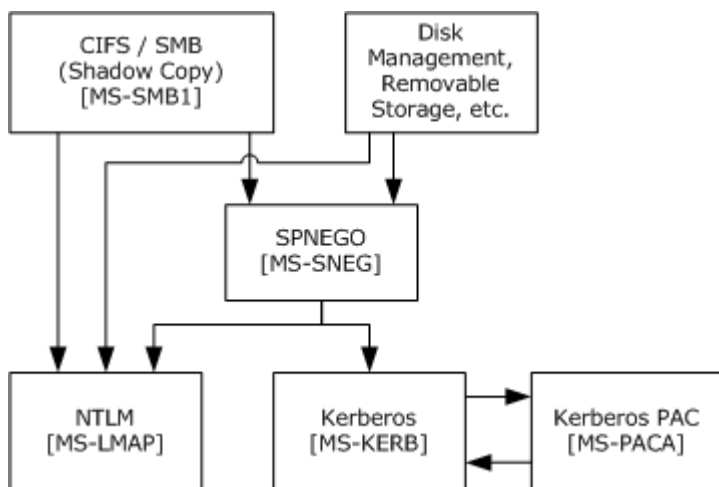 CIFS / SMB
(Shadow Copy)
[MS-SMB1]
Disk
Management,
Removable
Storage, etc.
SPNEGO
[MS-SNEG]
NTLM
[MS-LMAP]
Kerberos
[MS-KERB]
Kerberos PAC
[MS-PACA]